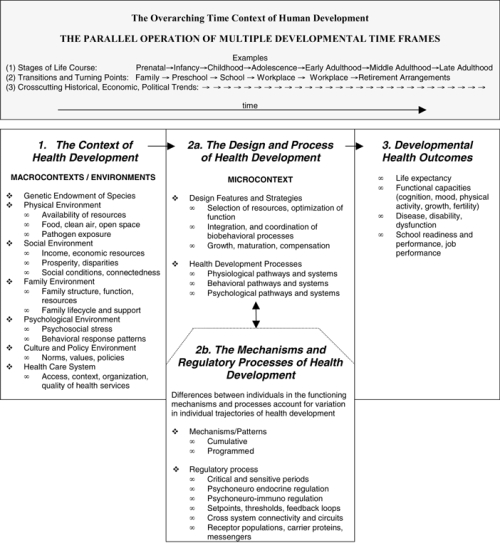 The Overarching Time Context of Human Development
THE PARALLEL OPERATION OF MULTIPLE DEVELOPMENTAL TIME FRAMES
Examples
(1) Stages of Life Course: Prenatal→Infancy→Childhood→Adolescence→Early Adulthood→Middle Adulthood→Late Adulthood
(2) Transitions and Turning Points: Family → Preschool → School → Workplace → Workplace →Retirement Arrangements
(3) Crosscutting Historical, Economic, Political Trends: → → → → → → → → → → → → → → → → → → → → → → → → → → → → → →
time
1. The Context of
Health Development
MACROCONTEXTS / ENVIRONMENTS
❖ Genetic Endowment of Species
❖ Physical Environment
∞ Availability of resources
∞ Food, clean air, open space
∞ Pathogen exposure
❖ Social Environment
∞ Income, economic resources
∞ Prosperity, disparities
∞ Social conditions, connectedness
❖ Family Environment
∞ Family structure, function,
resources
∞ Family lifecycle and support
❖ Psychological Environment
∞ Psychosocial stress
∞ Behavioral response patterns
❖ Culture and Policy Environment
∞ Norms, values, policies
❖ Health Care System
∞ Access, context, organization,
quality of health services
2a. The Design and Process
of Health Development
MICROCONTEXT
❖ Design Features and Strategies
∞ Selection of resources, optimization of
function
∞ Integration, and coordination of
biobehavioral processes
∞ Growth, maturation, compensation
❖ Health Development Processes
∞ Physiological pathways and systems
∞ Behavioral pathways and systems
∞ Psychological pathways and systems
2b. The Mechanisms and
Regulatory Processes of Health
Development
Differences between individuals in the functioning
mechanisms and processes account for variation
in individual trajectories of health development
❖ Mechanisms/Patterns
∞ Cumulative
∞ Programmed
❖ Regulatory process
∞ Critical and sensitive periods
∞ Psychoneuro endocrine regulation
∞ Psychoneuro-immuno regulation
∞ Setpoints, thresholds, feedback loops
∞ Cross system connectivity and circuits
∞ Receptor populations, carrier proteins,
messengers
3. Developmental
Health Outcomes
∞ Life expectancy
∞ Functional capacities
(cognition, mood, physical
activity, growth, fertility)
∞ Disease, disability,
dysfunction
∞ School readiness and
performance, job
performance